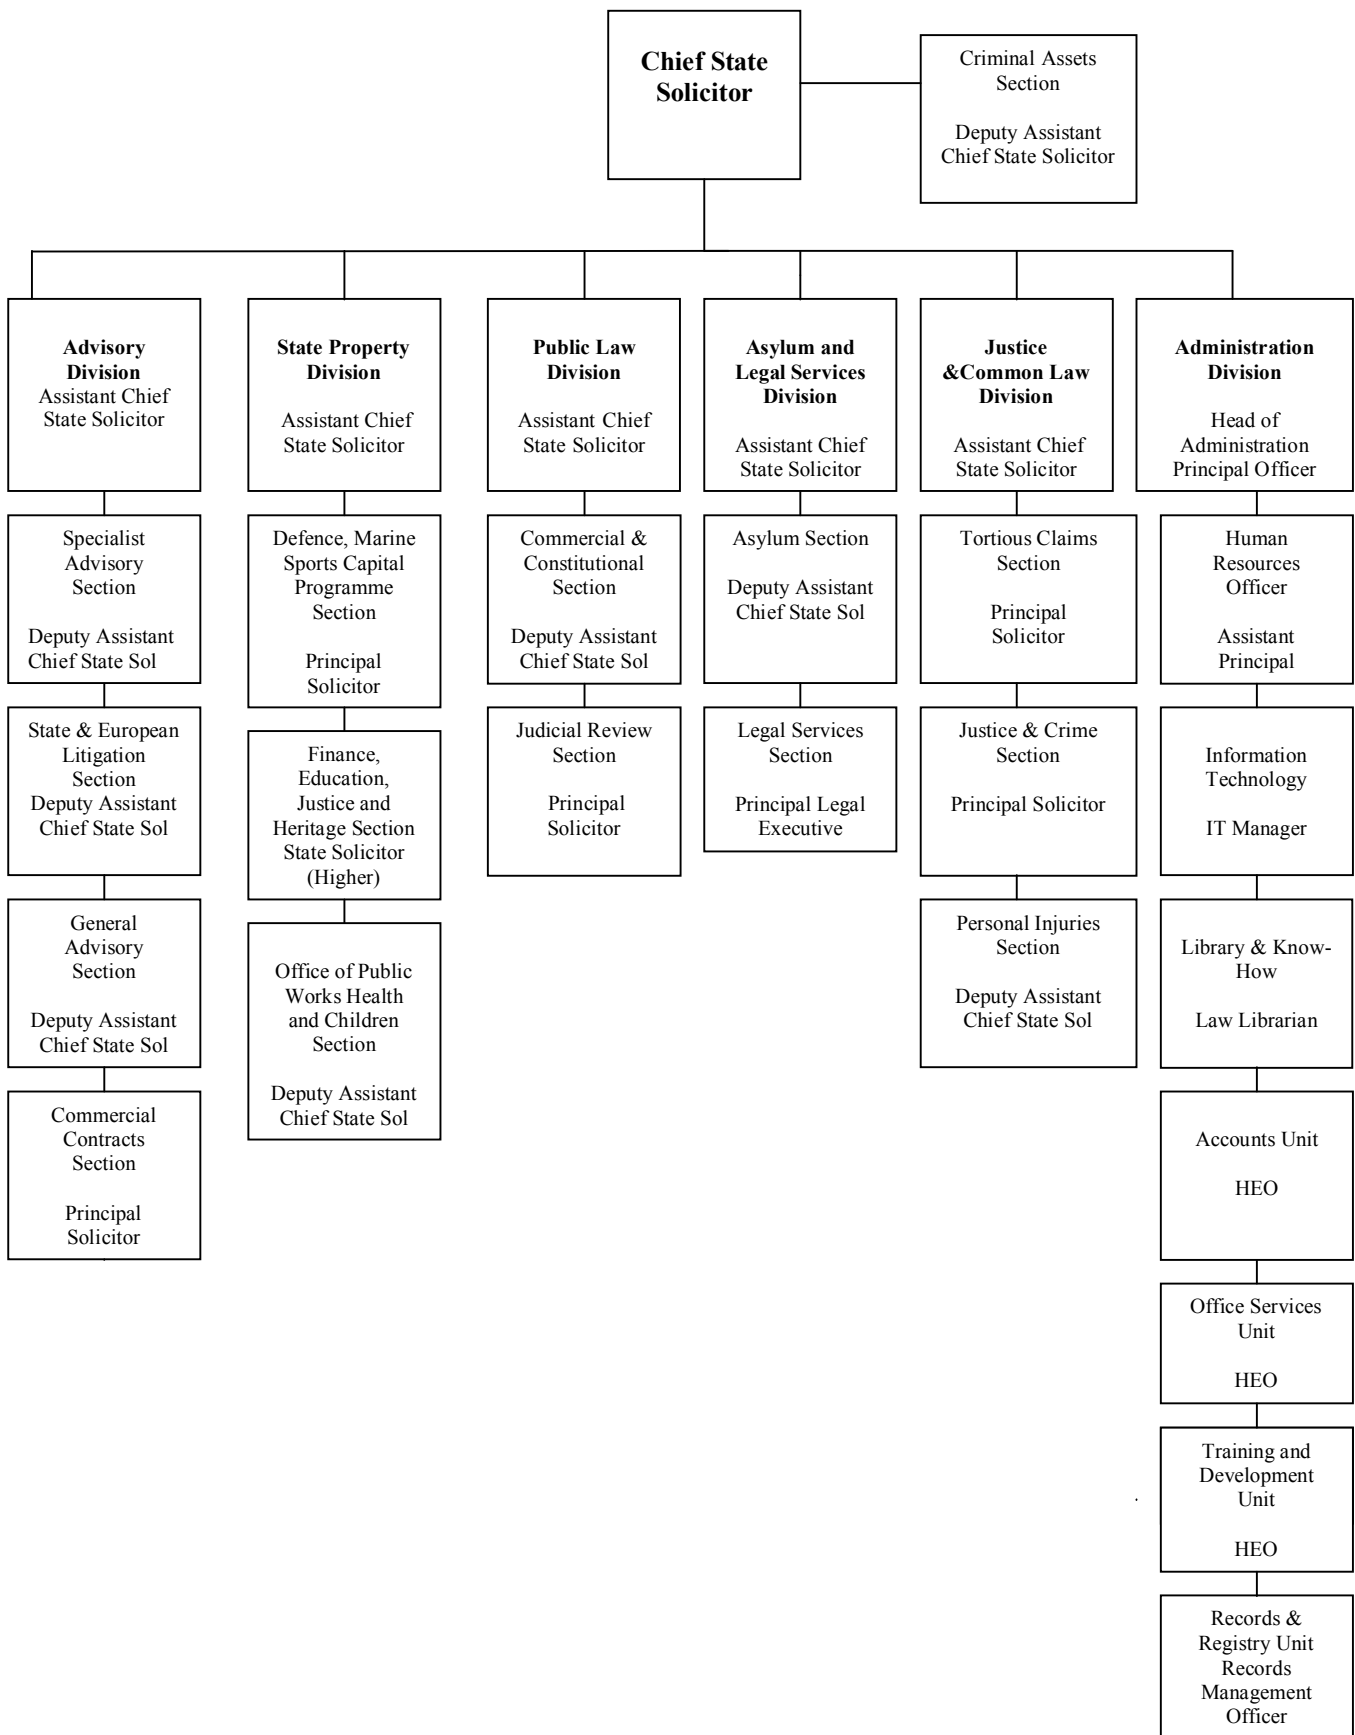 Chief State
Solicitor
Criminal Assets
Section
Deputy Assistant
Chief State Solicitor
Advisory
Division
Assistant Chief
State Solicitor
Specialist
Advisory
Section
Deputy Assistant
Chief State Sol
State & European
Litigation
Section
Deputy Assistant
Chief State Sol
General
Advisory
Section
Deputy Assistant
Chief State Sol
Commercial
Contracts
Section
Principal
Solicitor
State Property
Division
Assistant Chief
State Solicitor
Defence, Marine
Sports Capital
Programme
Section
Principal
Solicitor
Finance,
Education,
Justice and
Heritage Section
State Solicitor
(Higher)
Office of Public
Works Health
and Children
Section
Deputy Assistant
Chief State Sol
Public Law
Division
Assistant Chief
State Solicitor
Commercial &
Constitutional
Section
Deputy Assistant
Chief State Sol
Judicial Review
Section
Principal
Solicitor
Asylum and
Legal Services
Division
Assistant Chief
State Solicitor
Asylum Section
Deputy Assistant
Chief State Sol
Legal Services
Section
Principal Legal
Executive
Justice
&Common Law
Division
Assistant Chief
State Solicitor
Tortious Claims
Section
Principal
Solicitor
Justice & Crime
Section
Principal Solicitor
Personal Injuries
Section
Deputy Assistant
Chief State Sol
Administration
Division
Head of
Administration
Principal Officer
Human
Resources
Officer
Assistant
Principal
Information
Technology
IT Manager
Library & Know-
How
Law Librarian
Accounts Unit
HEO
Office Services
Unit
HEO
Training and
Development
Unit
HEO
Records &
Registry Unit
Records
Management
Officer